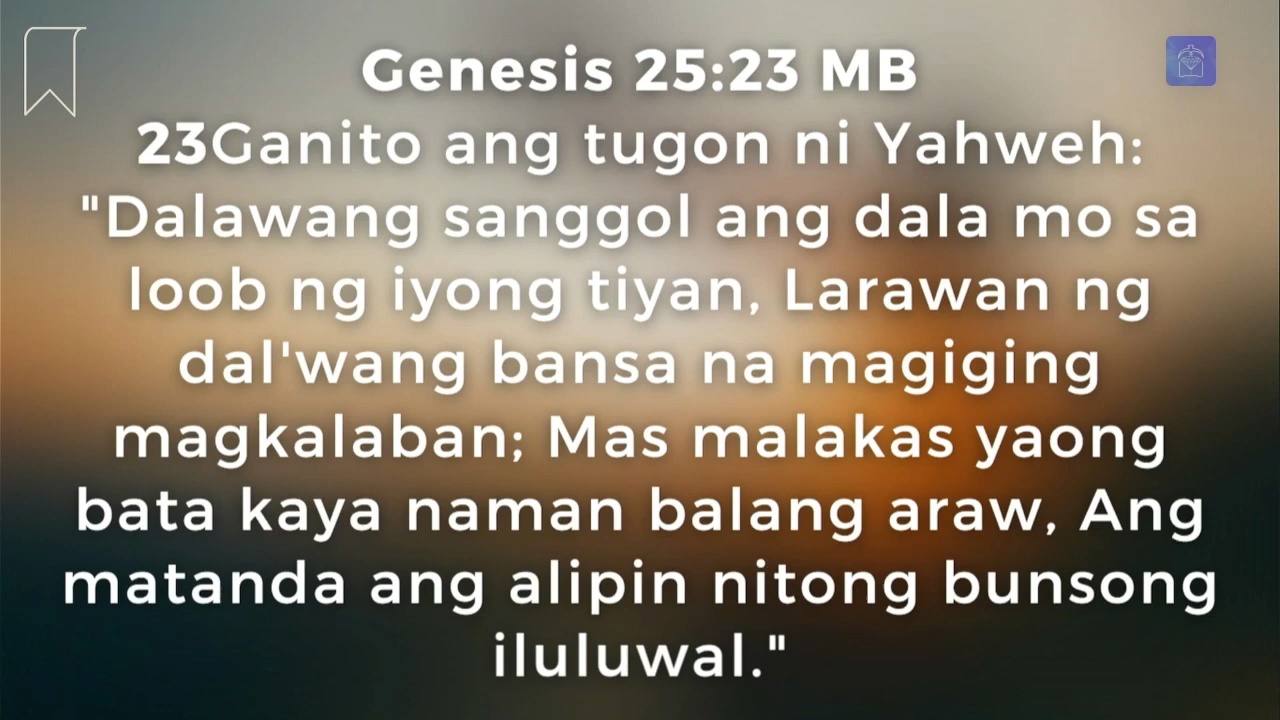 Genesis 25:23 MB
23Ganito ang tugon ni Yahweh:
"Dalawang sanggol ang dala mo sa
loob ng iyong tiyan, Larawan ng
dal'wang bansa na magiging
magkalaban; Mas malakas yaong
bata kaya naman balang araw, Ang
matanda ang alipin nitong bunsong
iluluwal."